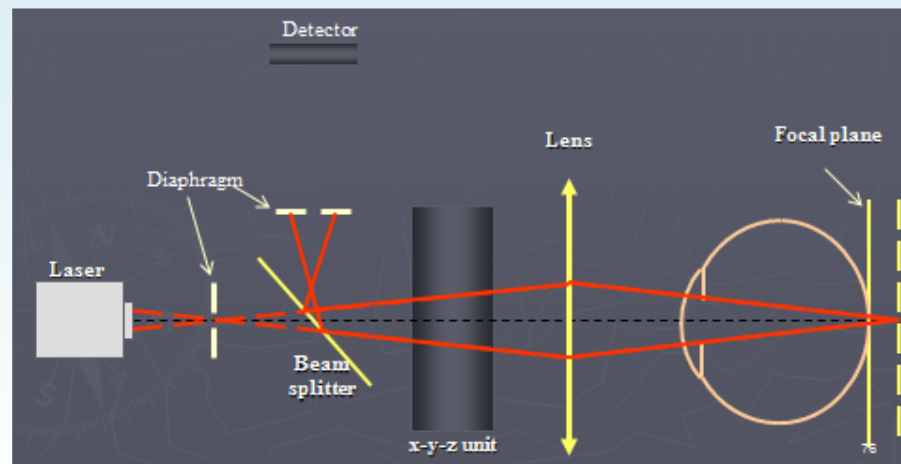 Detector
Focal plane
Lens
Diaphragm
Laser
Beam
splitter
x-y-z unit
76
N
S